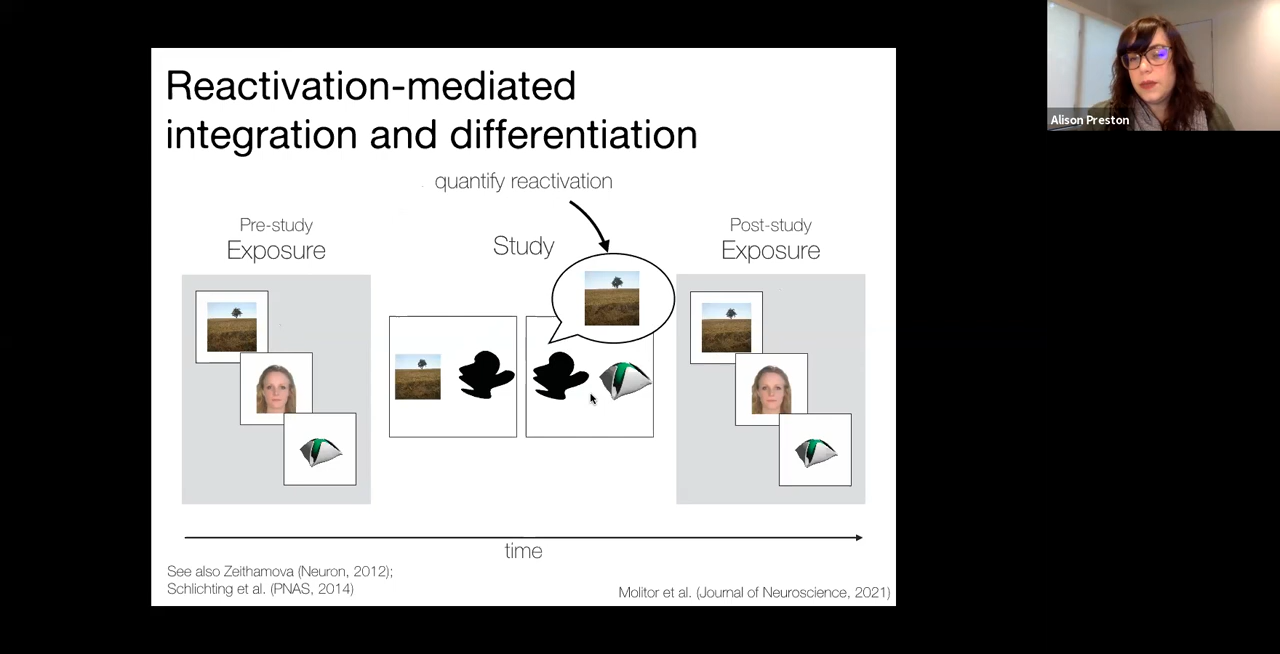 Reactivation-mediated
integration and differentiation
quantify reactivation
Pre-study
Exposure
Study
Post-study
Exposure
time
See also Zeithamova (Neuron, 2012);
Schlichting et al. (PNAS, 2014)
Molitor et al. (Journal of Neuroscience, 2021)
Alison Preston